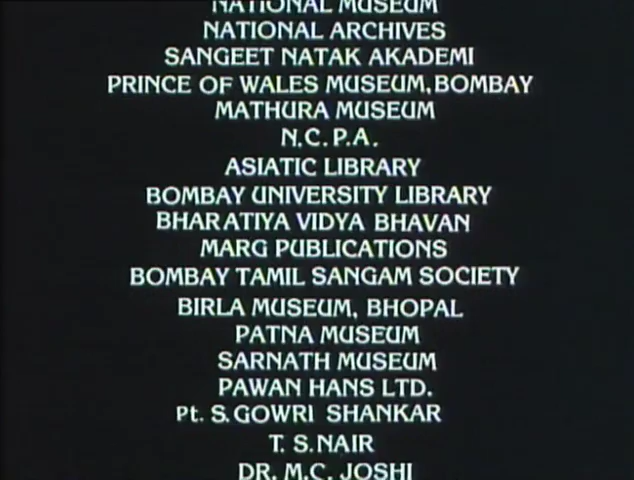 NATIONAL MUSEUM
NATIONAL ARCHIVES
SANGEET NATAK AKADEMI
PRINCE OF WALES MUSEUM, BOMBAY
MATHURA MUSEUM
N.C.P.A.
ASIATIC LIBRARY
BOMBAY UNIVERSITY LIBRARY
BHARATIYA VIDYA BHAVAN
MARG PUBLICATIONS
BOMBAY TAMIL SANGAM SOCIETY
BIRLA MUSEUM, BHOPAL
PATNA MUSEUM
SARNATH MUSEUM
PAWAN HANS LTD.
Pt. S. GOWRI SHANKAR
T. S. NAIR
DR. M.C. JOSHI